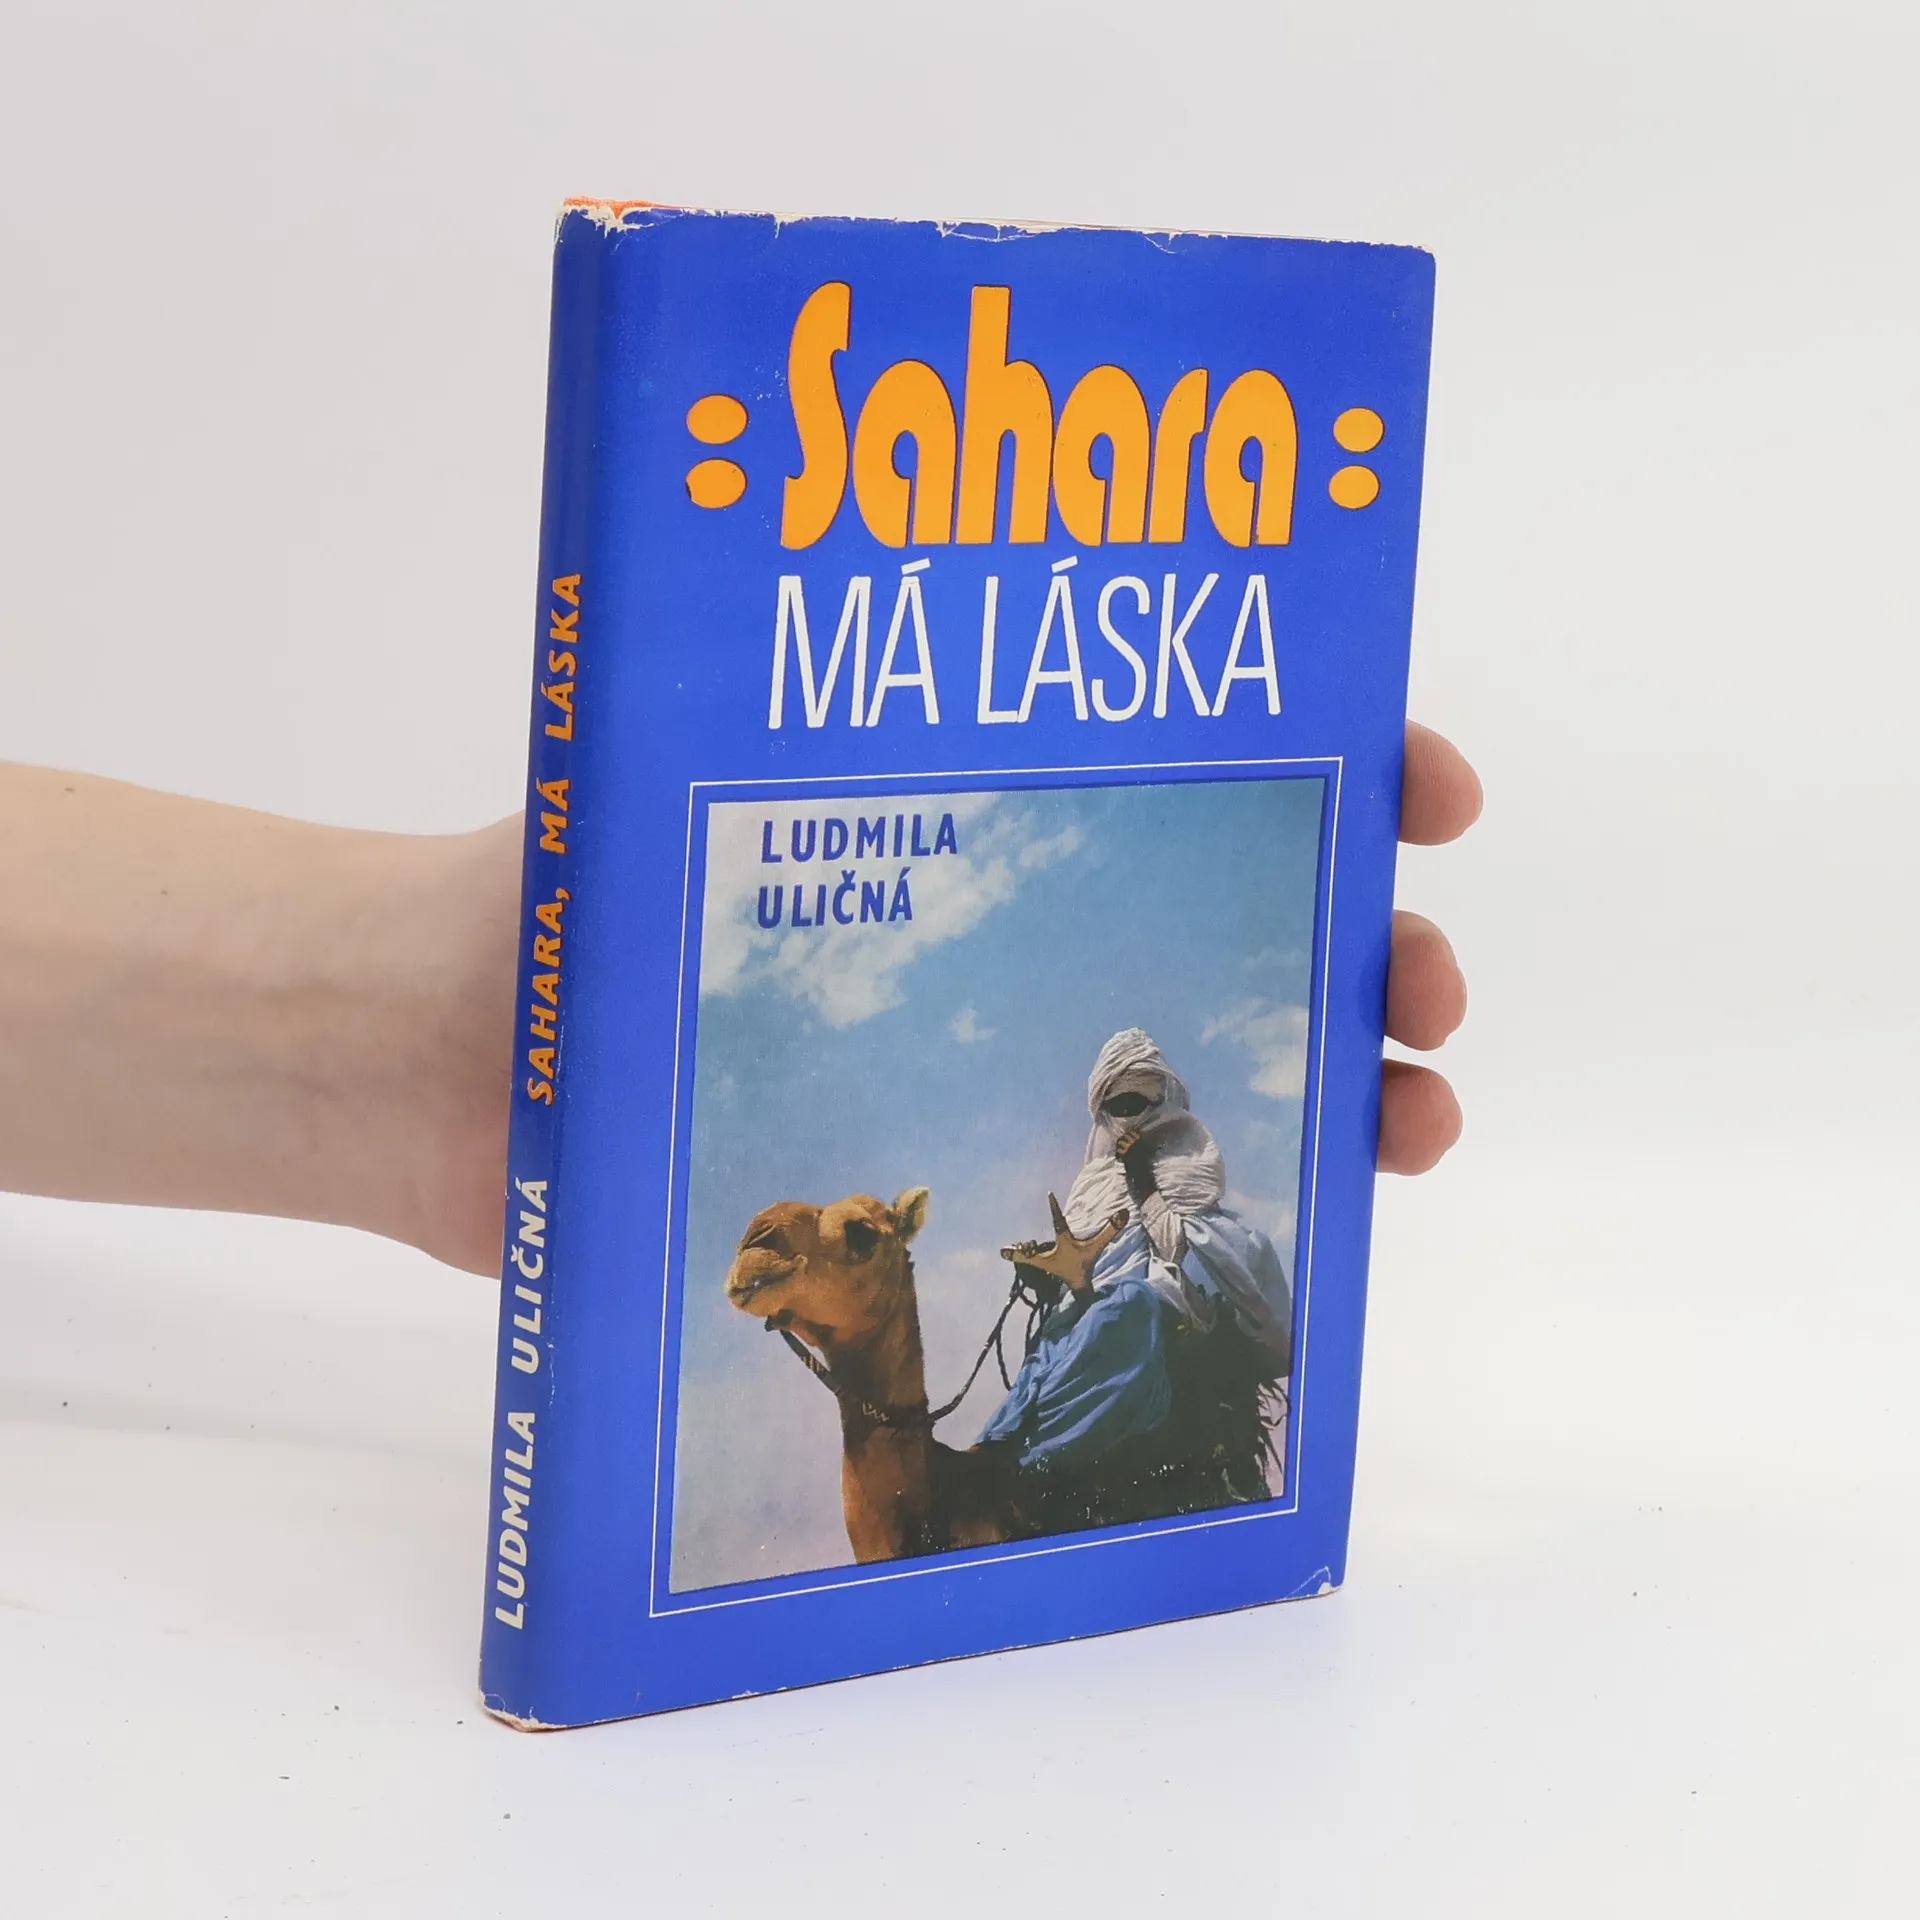 : Sahara :
MÁ LÁSKA
LUDMILA
ULIČNÁ
LUDMILA ULIČNÁ SAHARA, MÁ LÁSKA